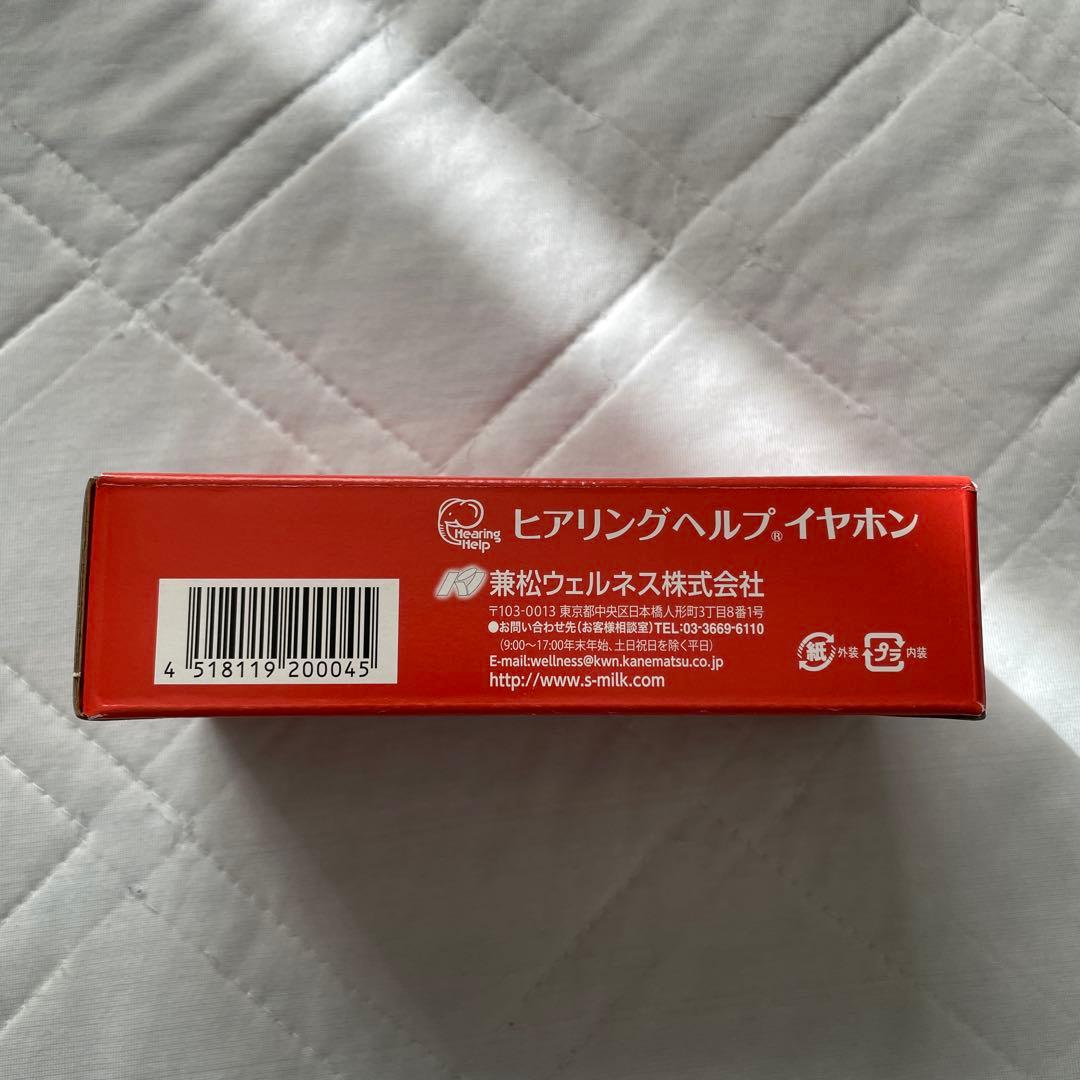 Hearing
Help
ヒアリングヘルプ®イヤホン
兼松ウェルネス株式会社
〒103-0013 東京都中央区日本橋人形町3丁目8番1号
●お問い合わせ先(お客様相談室)TEL:03-3669-6110
(9:00〜17:00年末年始、土日祝日を除く平日)
E-mail:wellness@kwn.kanematsu.co.jp
http://www.s-milk.com
紙 外装 プラ 内装
4 518119 200045